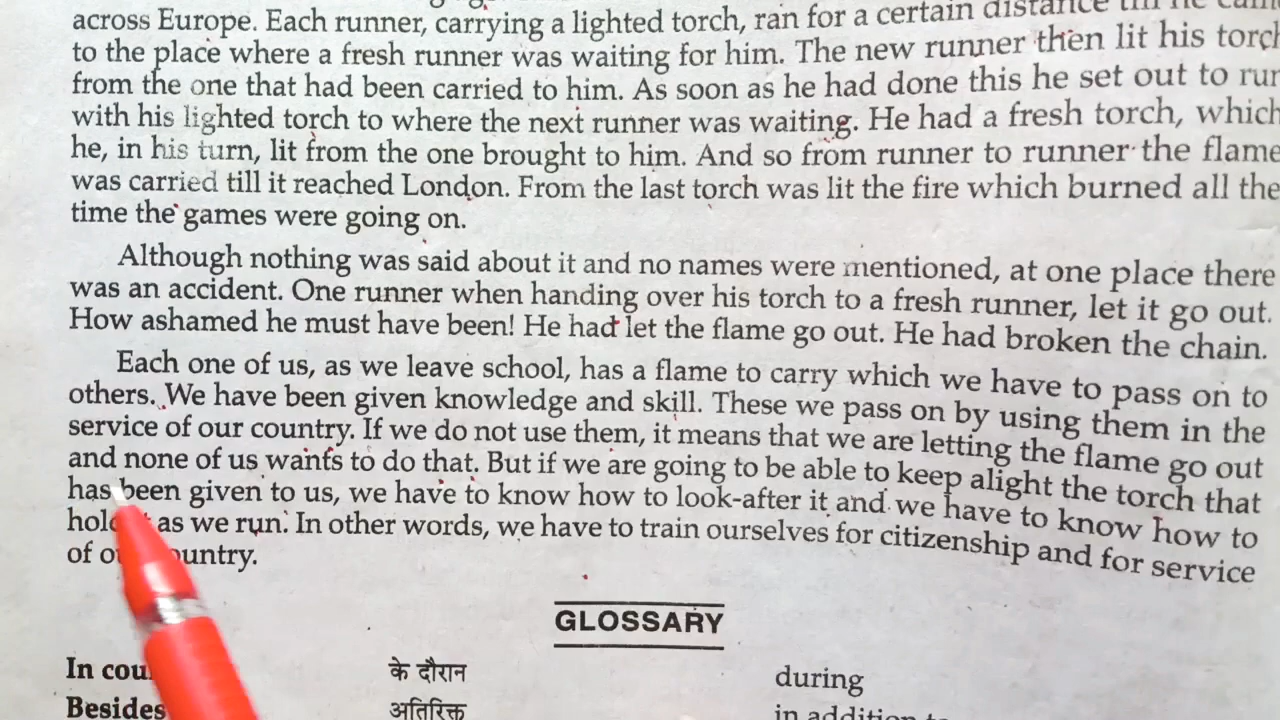 across Europe. Each runner, carrying a lighted torch, ran for a certain distance till he came
to the place where a fresh runner was waiting for him. The new runner then lit his torch
from the one that had been carried to him. As soon as he had done this he set out to run
with his lighted torch to where the next runner was waiting. He had a fresh torch, which
he, in his turn, lit from the one brought to him. And so from runner to runner the flame
was carried till it reached London. From the last torch was lit the fire which burned all the
time the games were going on.
Although nothing was said about it and no names were mentioned, at one place there
was an accident. One runner when handing over his torch to a fresh runner, let it go out.
How ashamed he must have been! He had let the flame go out. He had broken the chain.
Each one of us, as we leave school, has a flame to carry which we have to pass on to
others. We have been given knowledge and skill. These we pass on by using them in the
service of our country. If we do not use them, it means that we are letting the flame go out
and none of us wants to do that. But if we are going to be able to keep alight the torch that
has been given to us, we have to know how to look-after it and we have to know how to
hold it as we run. In other words, we have to train ourselves for citizenship and for service
of our country.
GLOSSARY
In के दौरान during
Besides अतिरिक्त in addition to